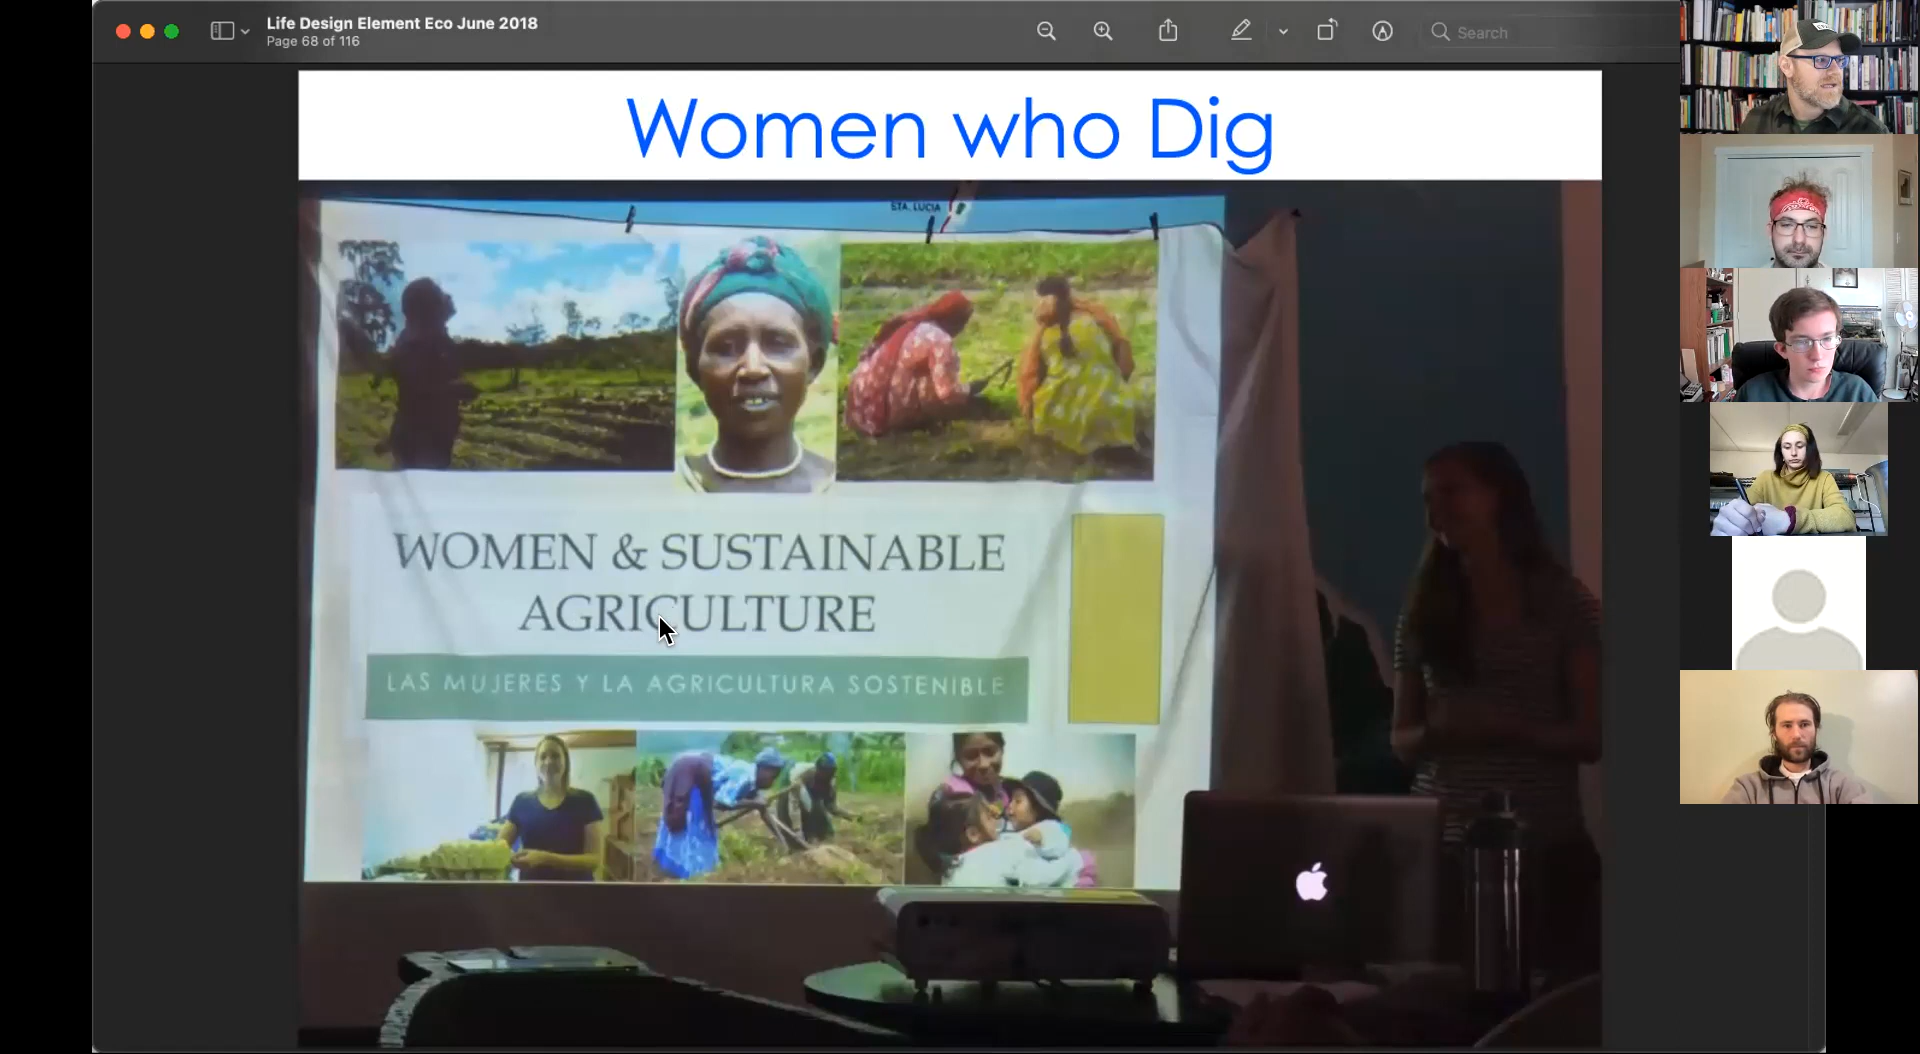 Life Design Element Eco June 2018
Page 68 of 116
Search
Women who Dig
STA. LUCIA
WOMEN & SUSTAINABLE
AGRICULTURE
LAS MUJERES Y LA AGRICULTURA SOSTENIBLE